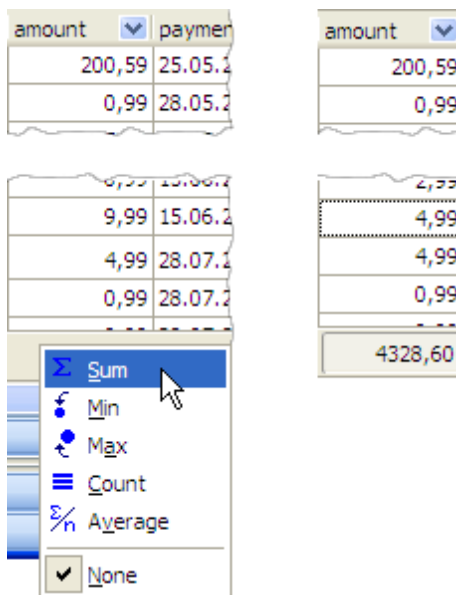 amount paymen
200,59 25.05.2
0,99 28.05.2
9,99 15.06.2
4,99 28.07.2
0,99 28.07.2
Σ Sum
Min
Max
Count
Σ/n Average
None
amount
200,59
0,99
2,99
4,99
4,99
0,99
4328,60